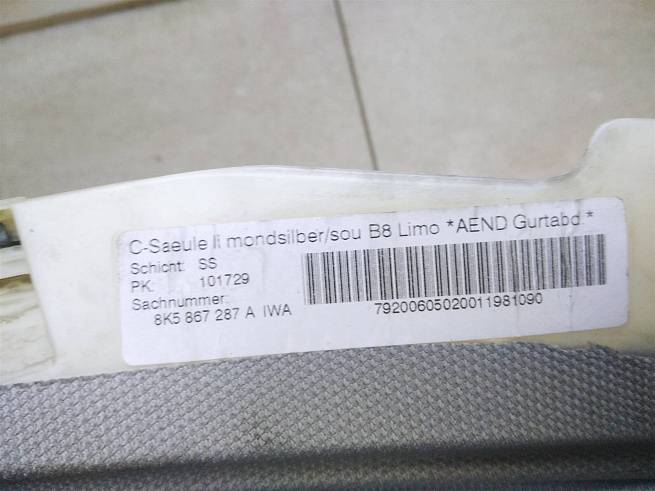 C-Saeule li mondsilber/sou B8 Limo *AEND Gurtabd.*
Schicht: SS
PK: 101729
Sachnummer:
8K5 867 287 A IWA
79200605020011981090